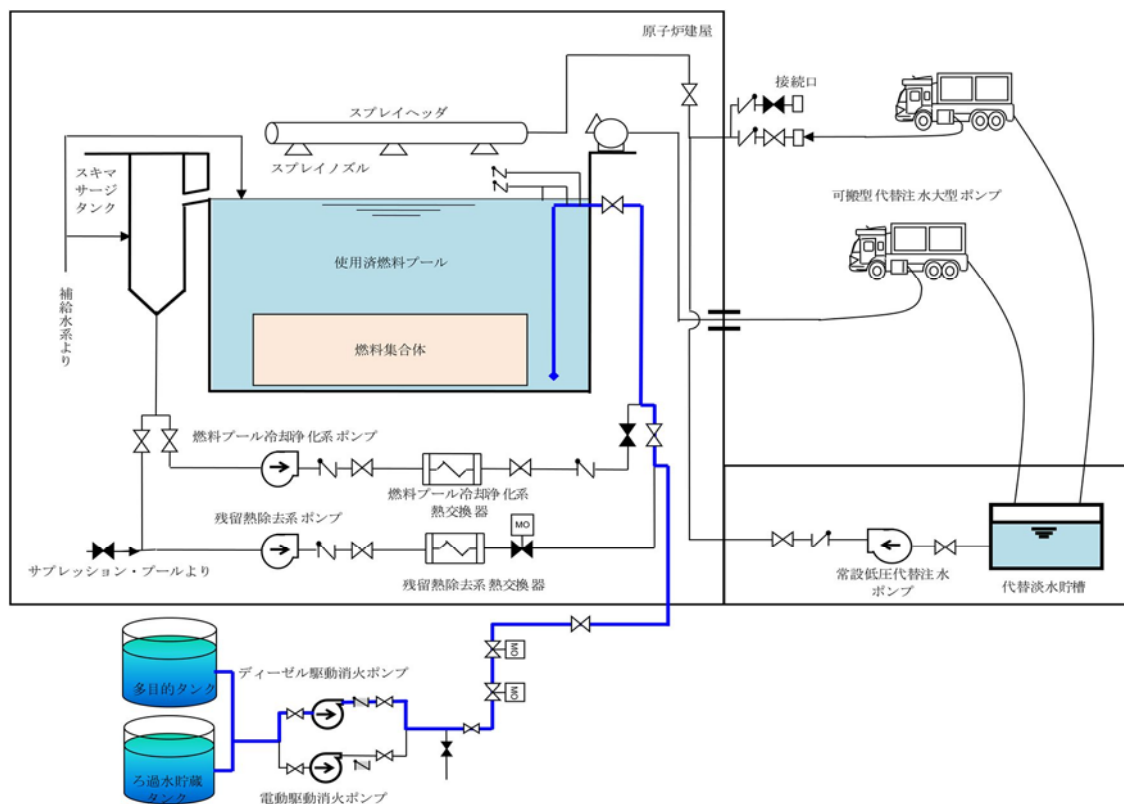 原子炉建屋
接続口
スプレイヘッダ
スプレイノズル
スキマ
サージ
タンク
可搬型代替注水大型ポンプ
使用済燃料プール
補給水系より
燃料集合体
燃料プール冷却浄化系ポンプ
燃料プール冷却浄化系
熱交換器
残留熱除去系ポンプ
MO
サプレッション・プールより
残留熱除去系熱交換器
常設低圧代替注水
ポンプ
代替淡水貯槽
MO
MO
ディーゼル駆動消火ポンプ
多目的タンク
ろ過水貯蔵
タンク
電動駆動消火ポンプ